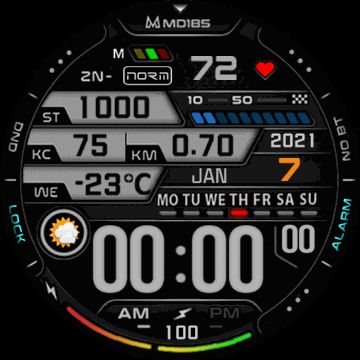 MD185
M
2N- norm 72
ST 1000 10 50
KC 75 KM 0.70 2021
WE -23°C JAN 7
MO TU WE TH FR SA SU
00:00 00
AM PM
100
DND
LOCK
NO BT
ALARM